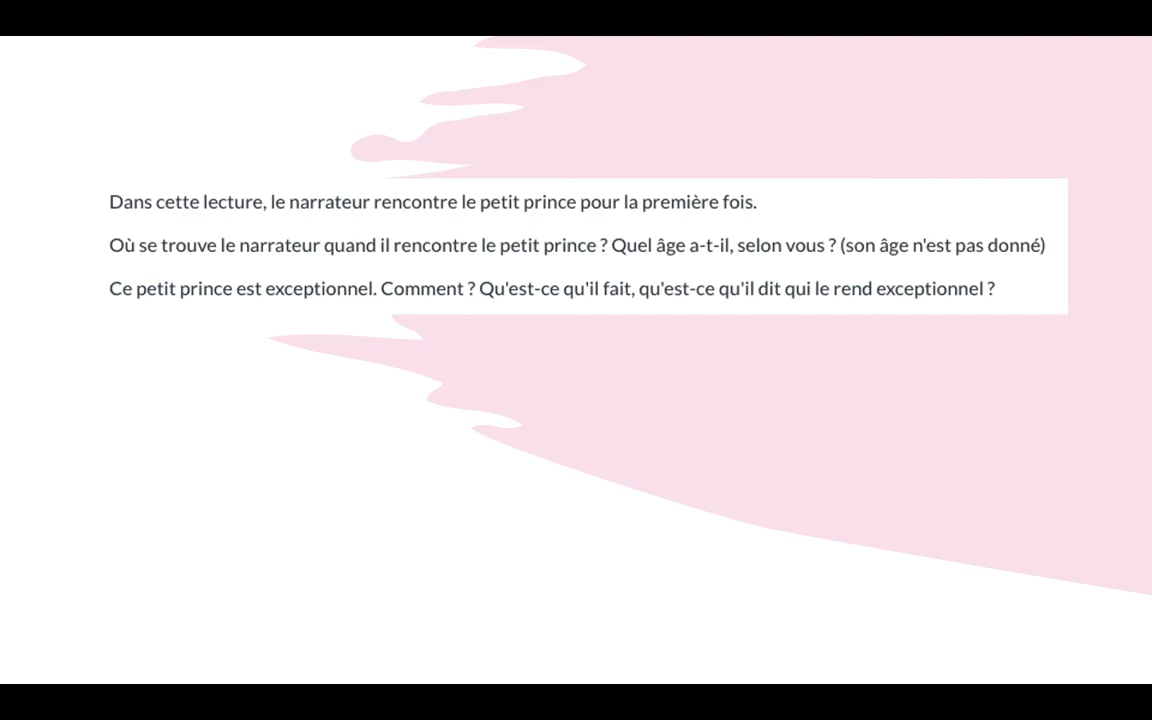 Dans cette lecture, le narrateur rencontre le petit prince pour la première fois.
Où se trouve le narrateur quand il rencontre le petit prince ? Quel âge a-t-il, selon vous ? (son âge n'est pas donné)
Ce petit prince est exceptionnel. Comment ? Qu'est-ce qu'il fait, qu'est-ce qu'il dit qui le rend exceptionnel ?